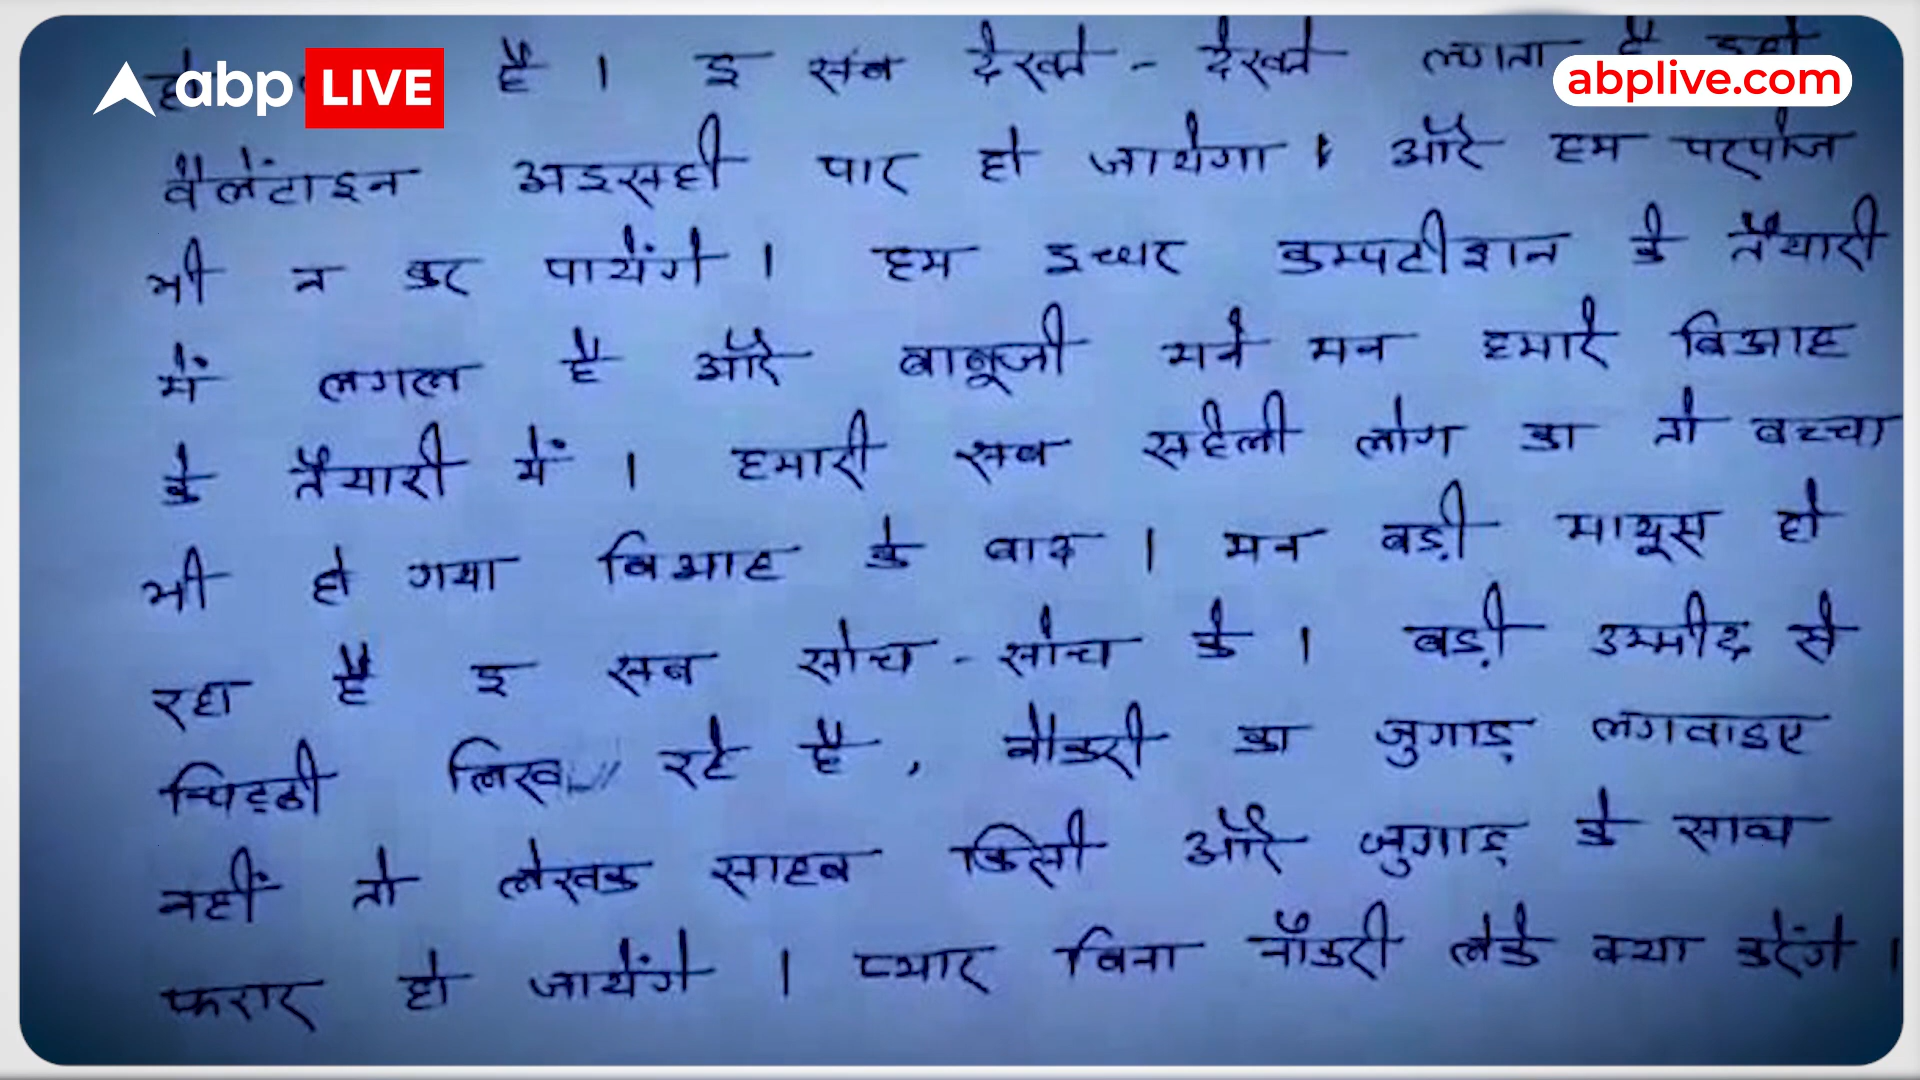 abp LIVE
abplive.com
है । इ सब देखते - देखते लगता है
वैलेंटाइन अइसही पार हो जायेगा । और हम परपोज
भी न कर पायेंगे । हम इधर कम्पटीशन के तैयारी
में लगल है और बाबूजी मने मन हमारे बिआह
के तैयारी में । हमारी सब सहेली लोग का तो बच्चा
भी हो गया बिआह के बाद । मन बड़ी मायूस हो
रहा है इ सब सोच - सोच के । बड़ी उम्मीद से
चिट्ठी लिख रहे है , नौकरी का जुगाड़ लगवाइए
नहीं तो लेखक साहब किसी और जुगाड़ के साथ
फरार हो जायेंगे । प्यार बिना नौकरी लेके क्या करेंगे ।